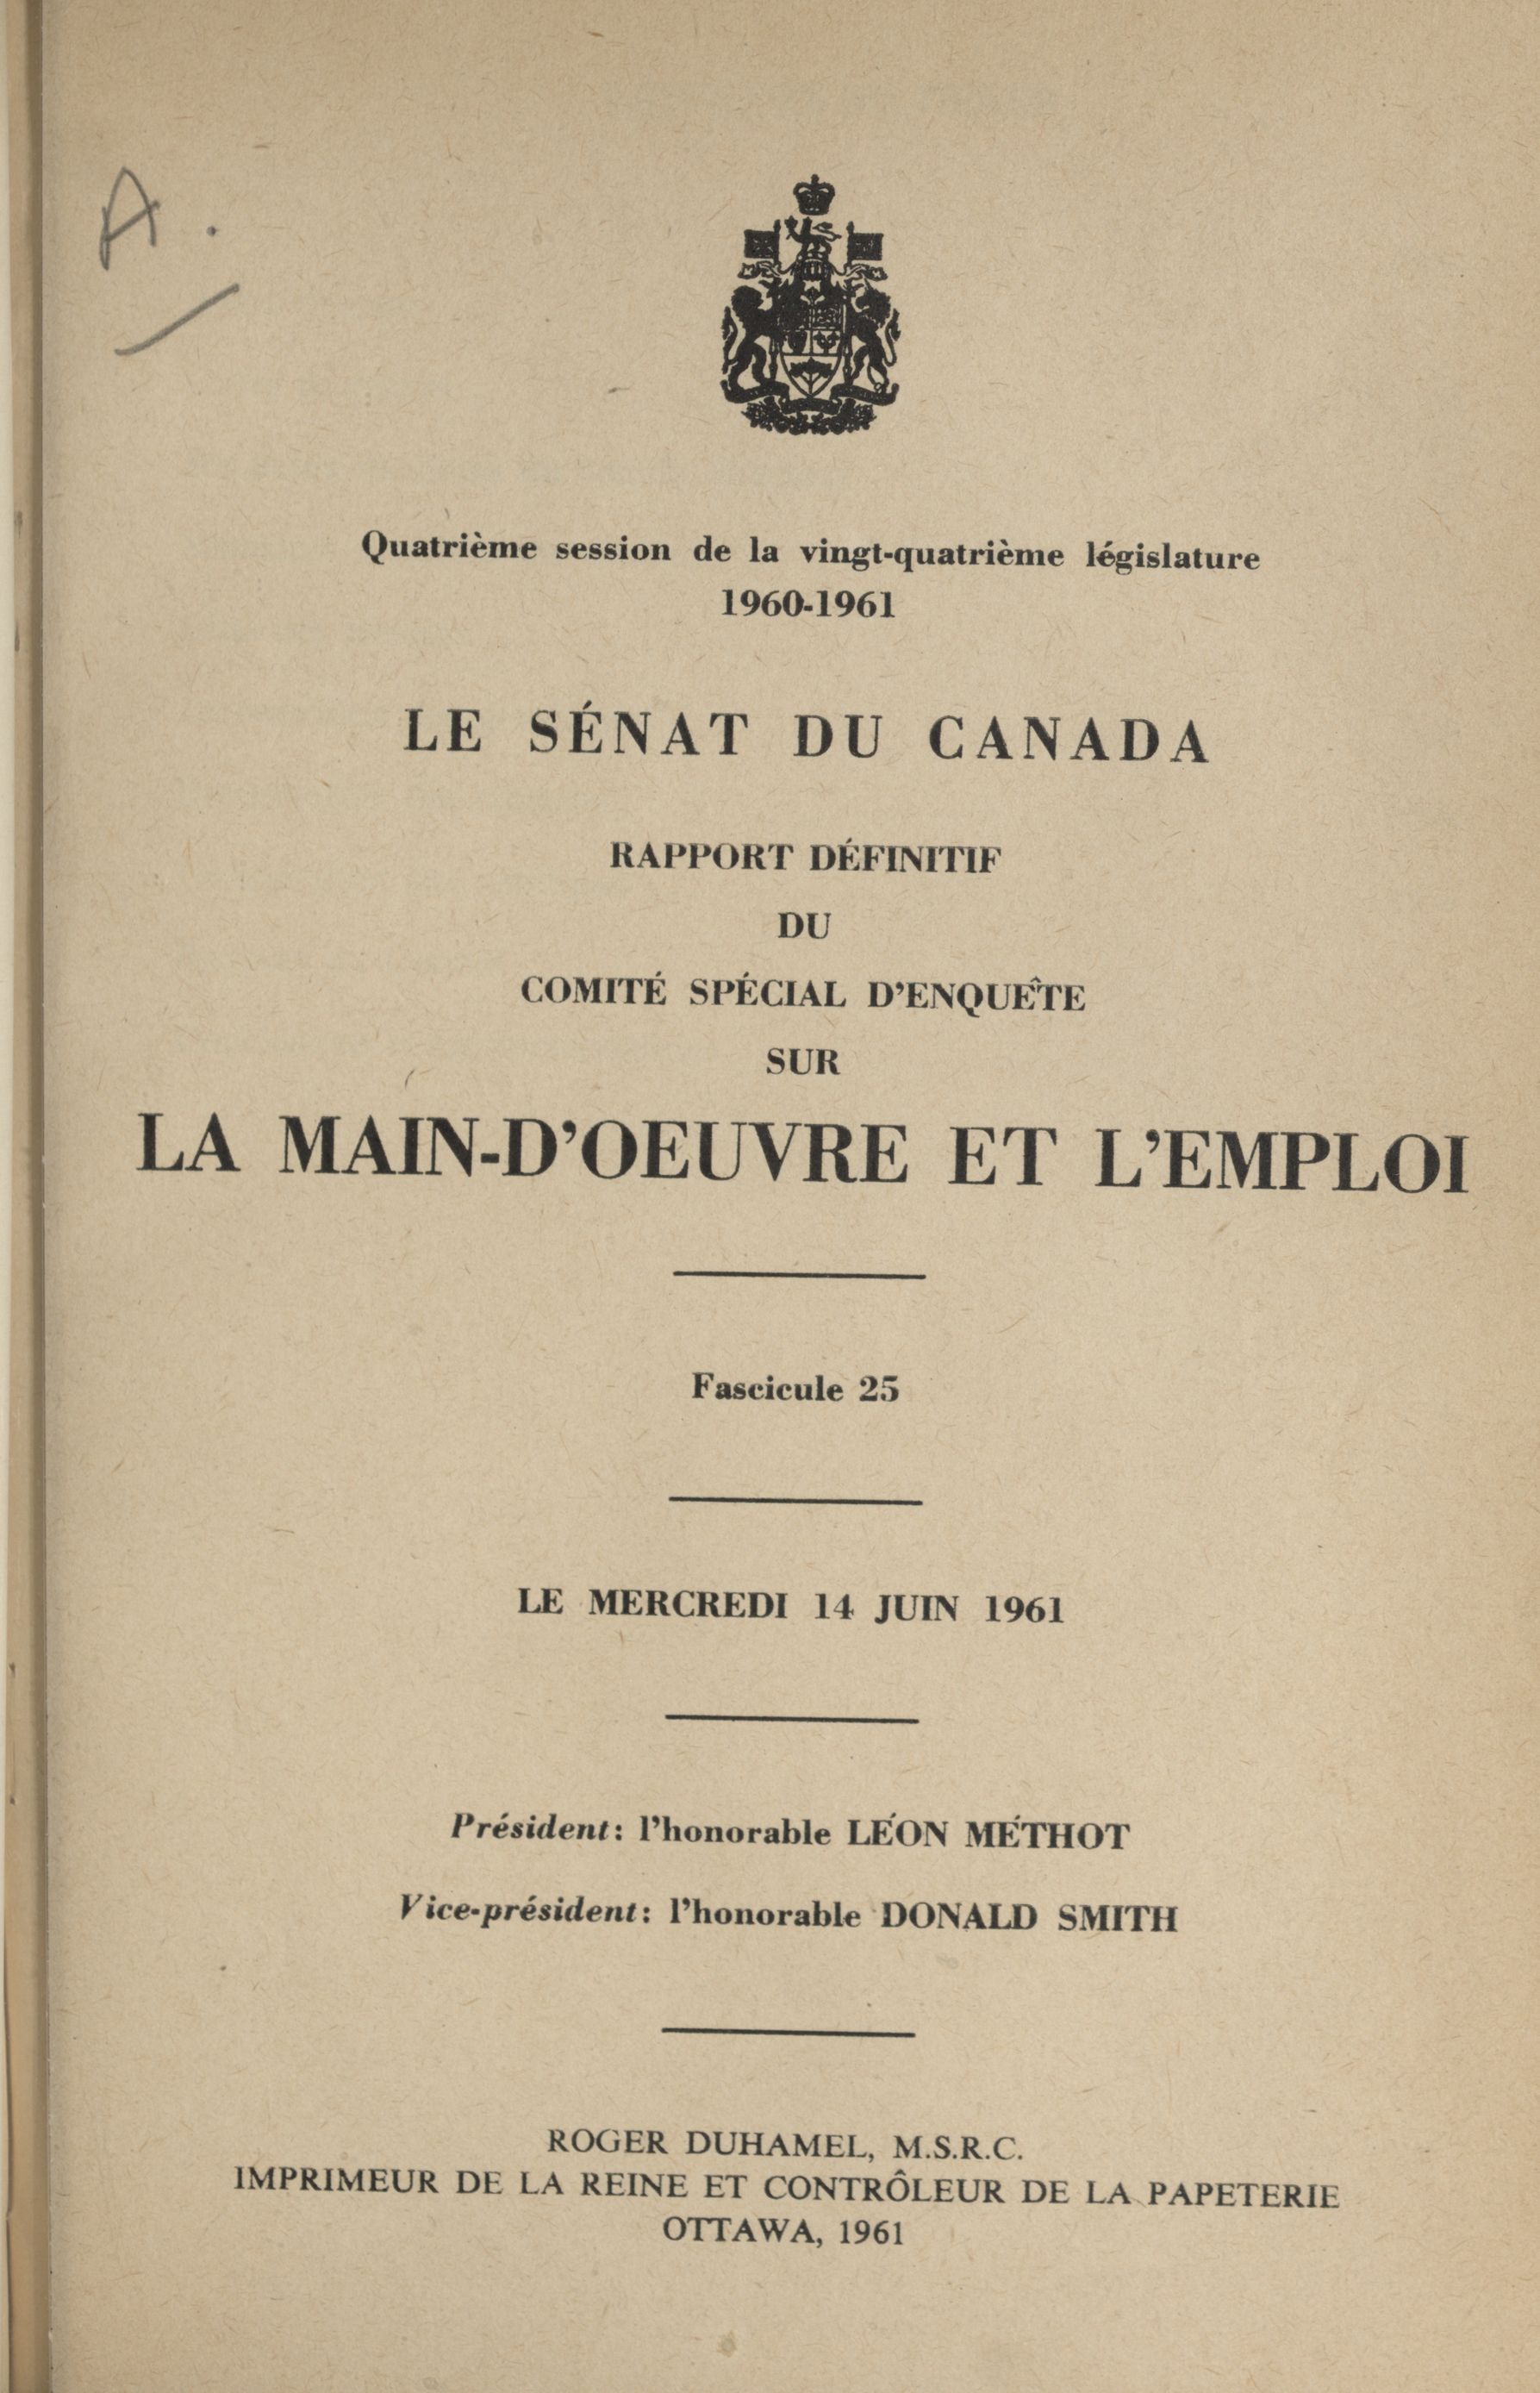 A.
Quatrième session de la vingt-quatrième législature
1960-1961
LE SÉNAT DU CANADA
RAPPORT DÉFINITIF
DU
COMITÉ SPÉCIAL D'ENQUÊTE
SUR
LA MAIN-D'OEUVRE ET L'EMPLOI
Fascicule 25
LE MERCREDI 14 JUIN 1961
Président: l'honorable LÉON MÉTHOT
Vice-président: l'honorable DONALD SMITH
ROGER DUHAMEL, M.S.R.C.
IMPRIMEUR DE LA REINE ET CONTRÔLEUR DE LA PAPETERIE
OTTAWA, 1961